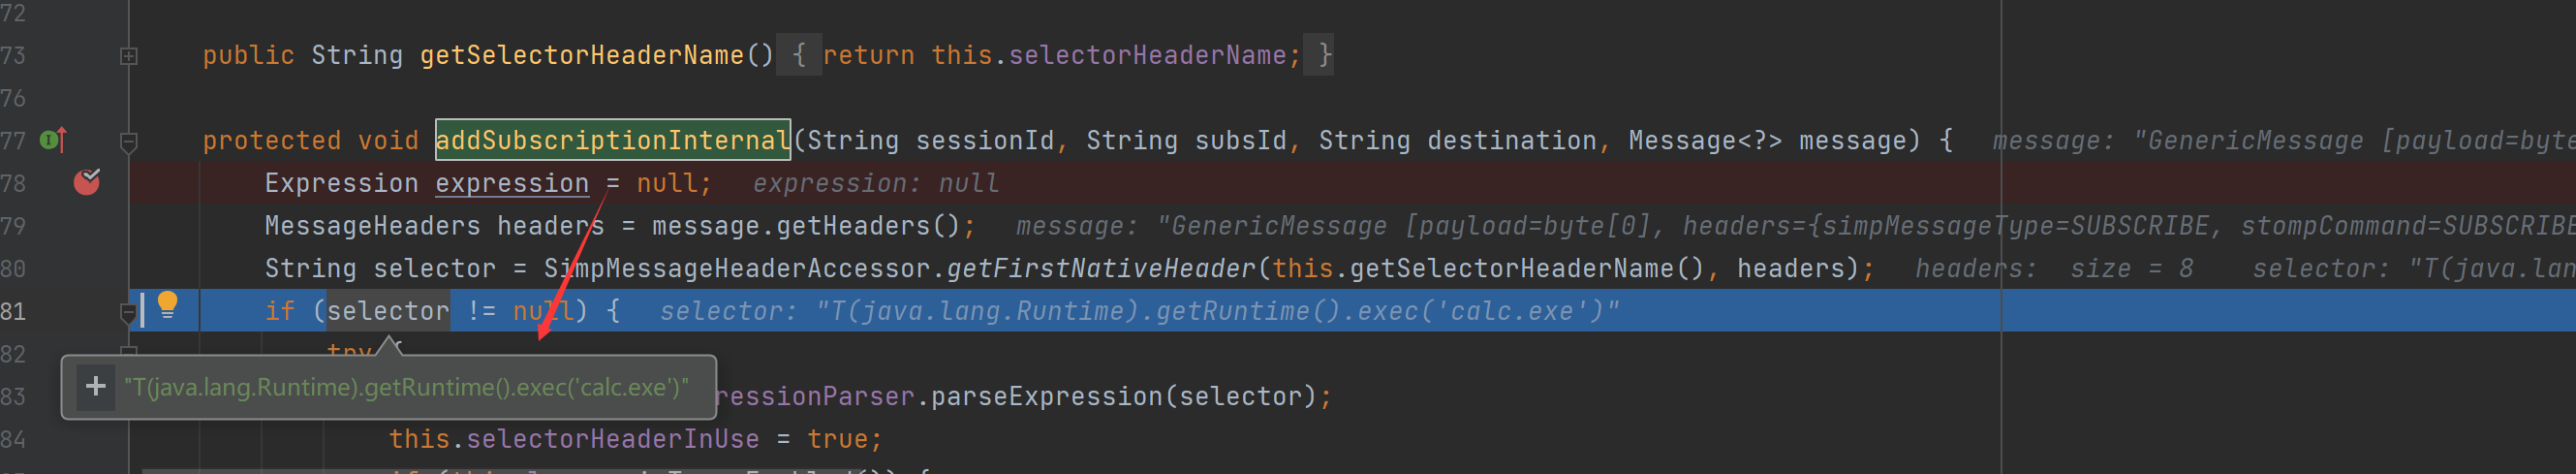 72
73 public String getSelectorHeaderName() { return this.selectorHeaderName; }
76
77 protected void addSubscriptionInternal(String sessionId, String subsId, String destination, Message<?> message) { message: "GenericMessage [payload=byte
78 Expression expression = null; expression: null
79 MessageHeaders headers = message.getHeaders(); message: "GenericMessage [payload=byte[0], headers={simpMessageType=SUBSCRIBE, stompCommand=SUBSCRIBE
80 String selector = SimpMessageHeaderAccessor.getFirstNativeHeader(this.getSelectorHeaderName(), headers); headers: size = 8 selector: "T(java.lan
81 if (selector != null) { selector: "T(java.lang.Runtime).getRuntime().exec('calc.exe')"
82 try {
+ "T(java.lang.Runtime).getRuntime().exec('calc.exe')"
83 ressionParser.parseExpression(selector);
84 this.selectorHeaderInUse = true;